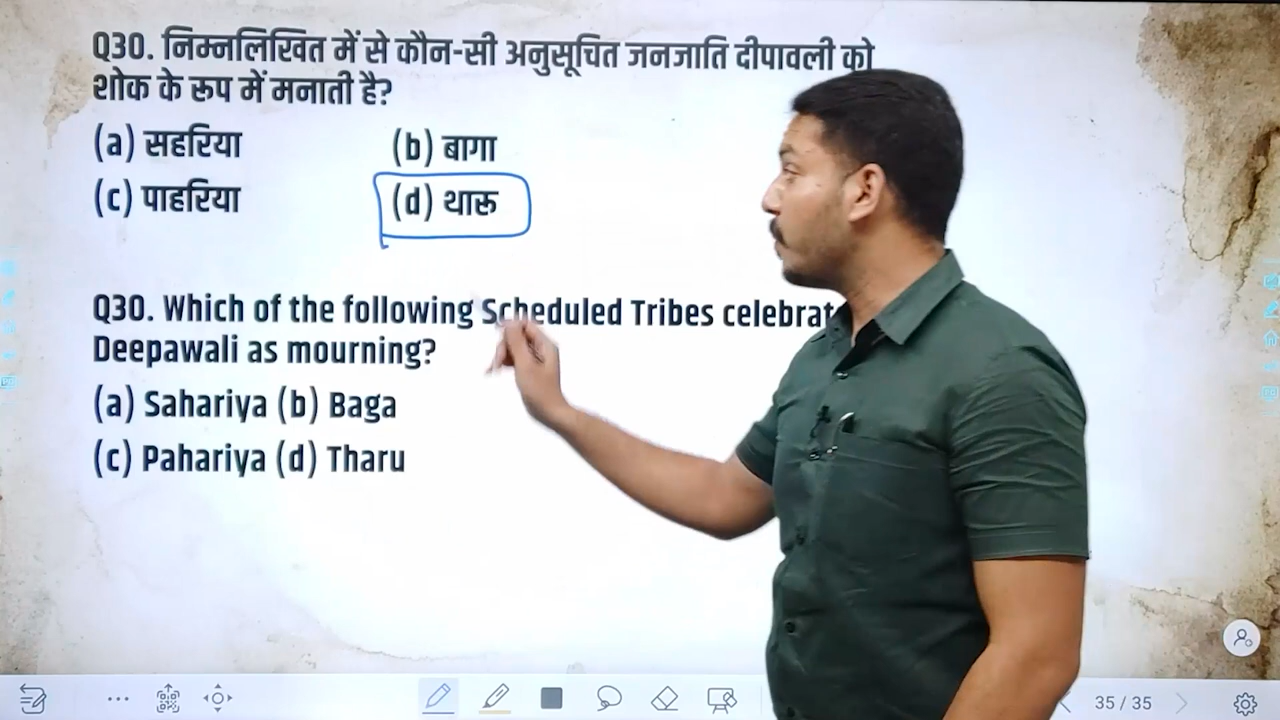 Q30. निम्नलिखित में से कौन-सी अनुसूचित जनजाति दीपावली को
शोक के रूप में मनाती है?
(a) सहरिया (b) बागा
(c) पाहरिया (d) थारू
Q30. Which of the following Scheduled Tribes celebrat
Deepawali as mourning?
(a) Sahariya (b) Baga
(c) Pahariya (d) Tharu
35 / 35